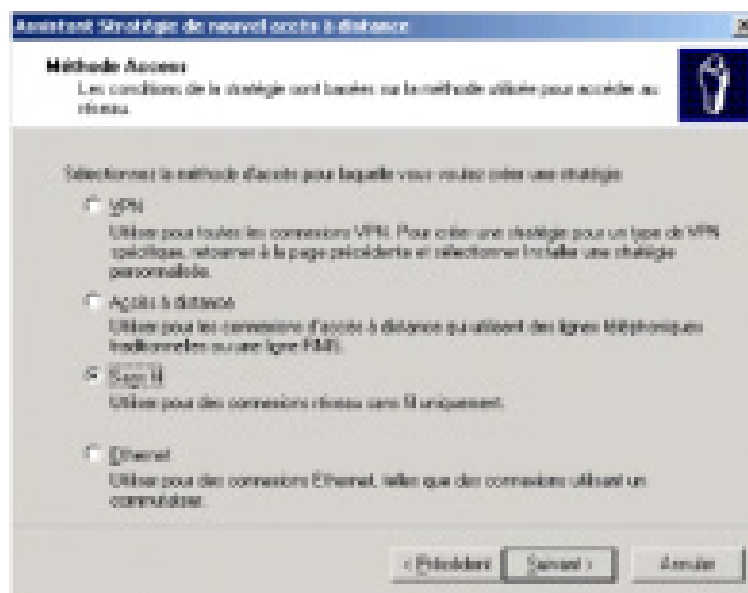 Assistant Stratégie de nouvel accès à distance
Méthode Access
Les conditions de la stratégie sont basées sur la méthode utilisée pour accéder au
réseau.
Sélectionnez la méthode d'accès pour laquelle vous voulez créer une stratégie
VPN
Utiliser pour toutes les connexions VPN. Pour créer une stratégie pour un type de VPN
spécifique, retourner à la page précédente et sélectionner Installer une stratégie
personnalisée.
Accès à distance
Utiliser pour les connexions d'accès à distance qui utilisent des lignes téléphoniques
traditionnelles ou une ligne RNIS.
Sans fil
Utiliser pour des connexions réseau sans fil uniquement.
Ethernet
Utiliser pour des connexions Ethernet, telles que des connexions utilisant un
commutateur.
< Précédent Suivant > Annuler